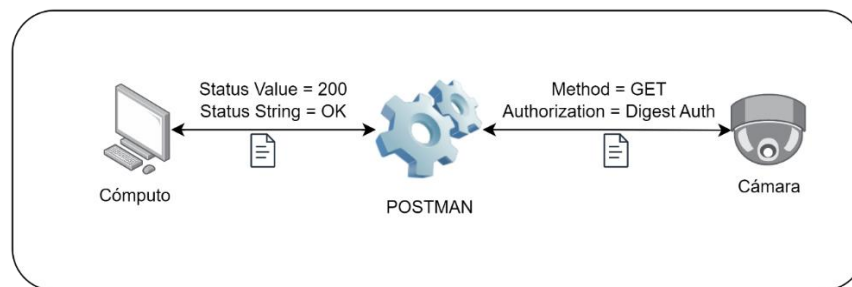 Status Value = 200
Status String = OK
Method = GET
Authorization = Digest Auth
Cómputo
POSTMAN
Cámara